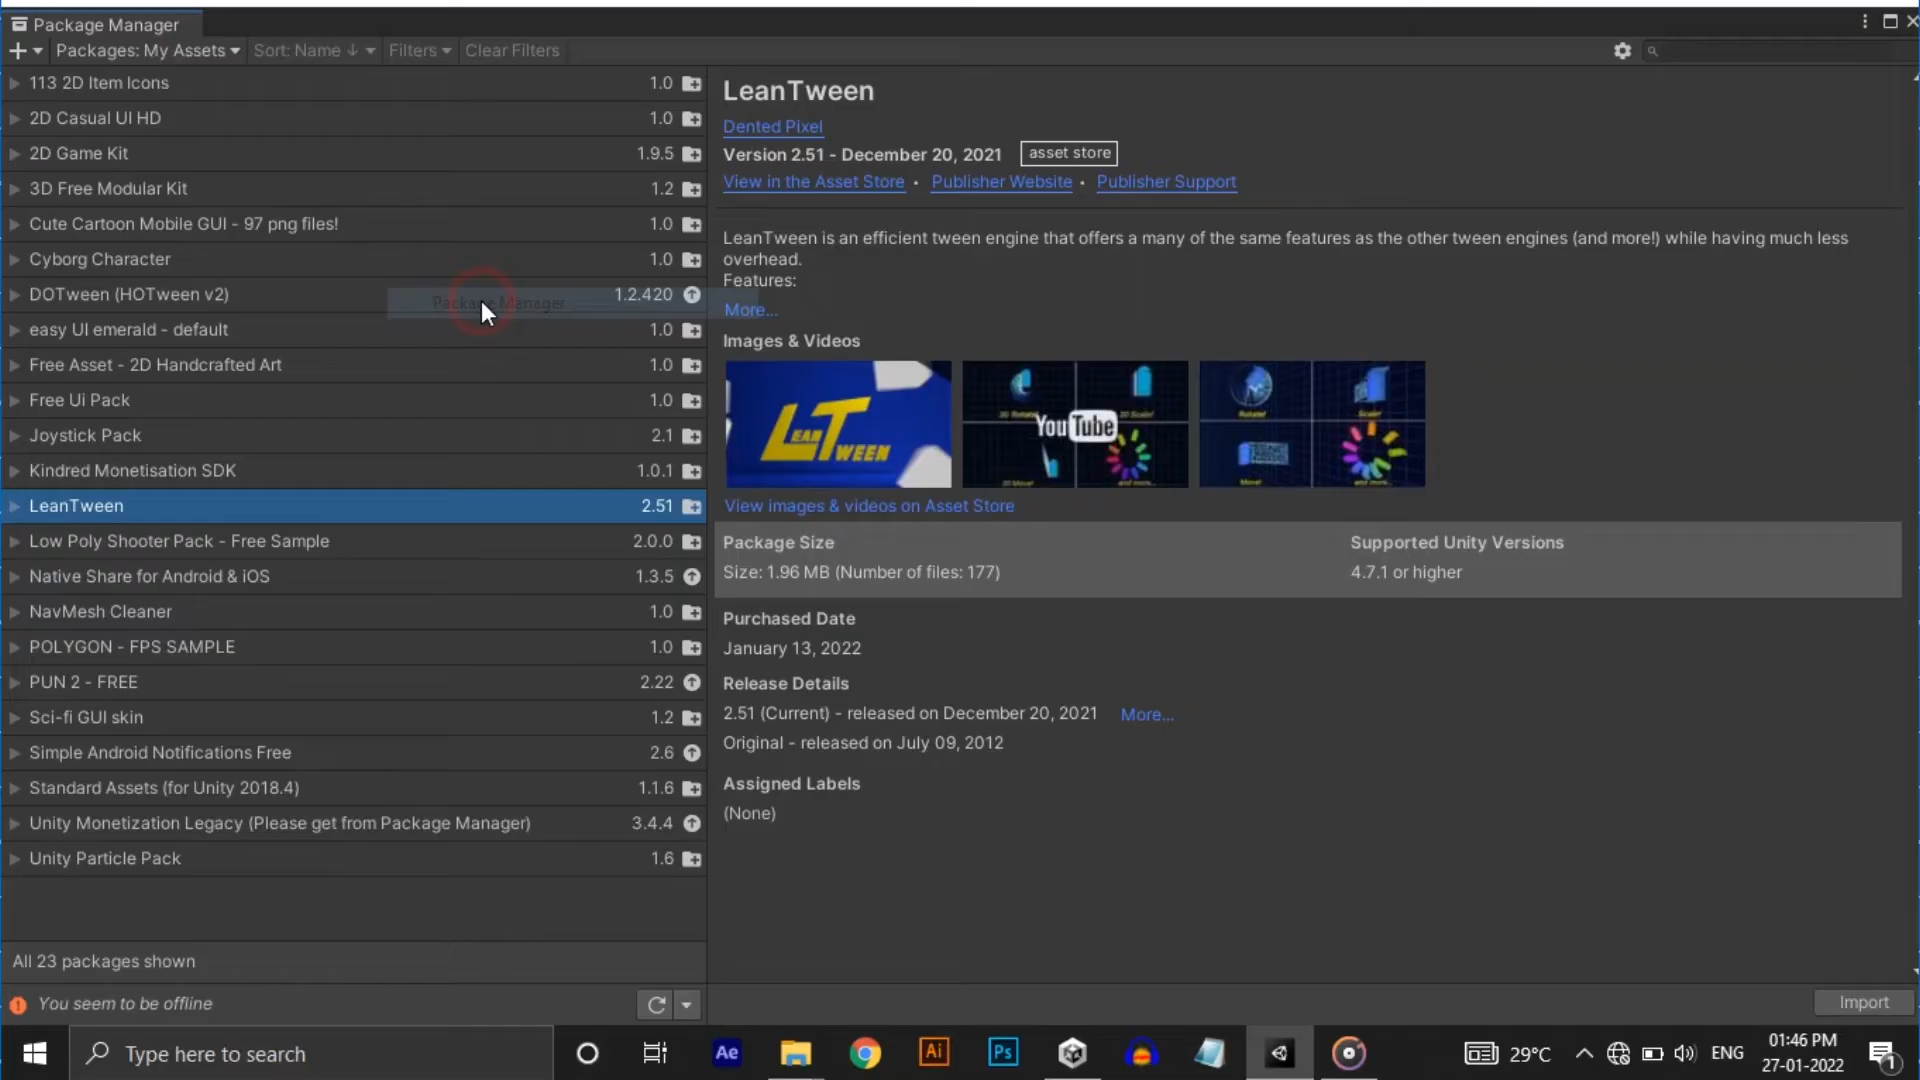 Package Manager
Packages: My Assets Sort: Name ↓ Filters Clear Filters
113 2D Item Icons 1.0
2D Casual UI HD 1.0
2D Game Kit 1.9.5
3D Free Modular Kit 1.2
Cute Cartoon Mobile GUI - 97 png files! 1.0
Cyborg Character 1.0
DOTween (HOTween v2) 1.2.420
Package Manager
easy UI emerald - default 1.0
Free Asset - 2D Handcrafted Art 1.0
Free Ui Pack 1.0
Joystick Pack 2.1
Kindred Monetisation SDK 1.0.1
LeanTween 2.51
Low Poly Shooter Pack - Free Sample 2.0.0
Native Share for Android & iOS 1.3.5
NavMesh Cleaner 1.0
POLYGON - FPS SAMPLE 1.0
PUN 2 - FREE 2.22
Sci-fi GUI skin 1.2
Simple Android Notifications Free 2.6
Standard Assets (for Unity 2018.4) 1.1.6
Unity Monetization Legacy (Please get from Package Manager) 3.4.4
Unity Particle Pack 1.6
All 23 packages shown
You seem to be offline
LeanTween
Dented Pixel
Version 2.51 - December 20, 2021 asset store
View in the Asset Store • Publisher Website • Publisher Support
LeanTween is an efficient tween engine that offers a many of the same features as the other tween engines (and more!) while having much less
overhead.
Features:
More...
Images & Videos
LEAN TWEEN
YouTube
and more...
Rotate!
Scale!
Move!
and more...
View images & videos on Asset Store
Package Size
Size: 1.96 MB (Number of files: 177)
Supported Unity Versions
4.7.1 or higher
Purchased Date
January 13, 2022
Release Details
2.51 (Current) - released on December 20, 2021 More...
Original - released on July 09, 2012
Assigned Labels
(None)
Import
Type here to search
Ae
Ai
Ps
29°C
ENG
01:46 PM
27-01-2022
1